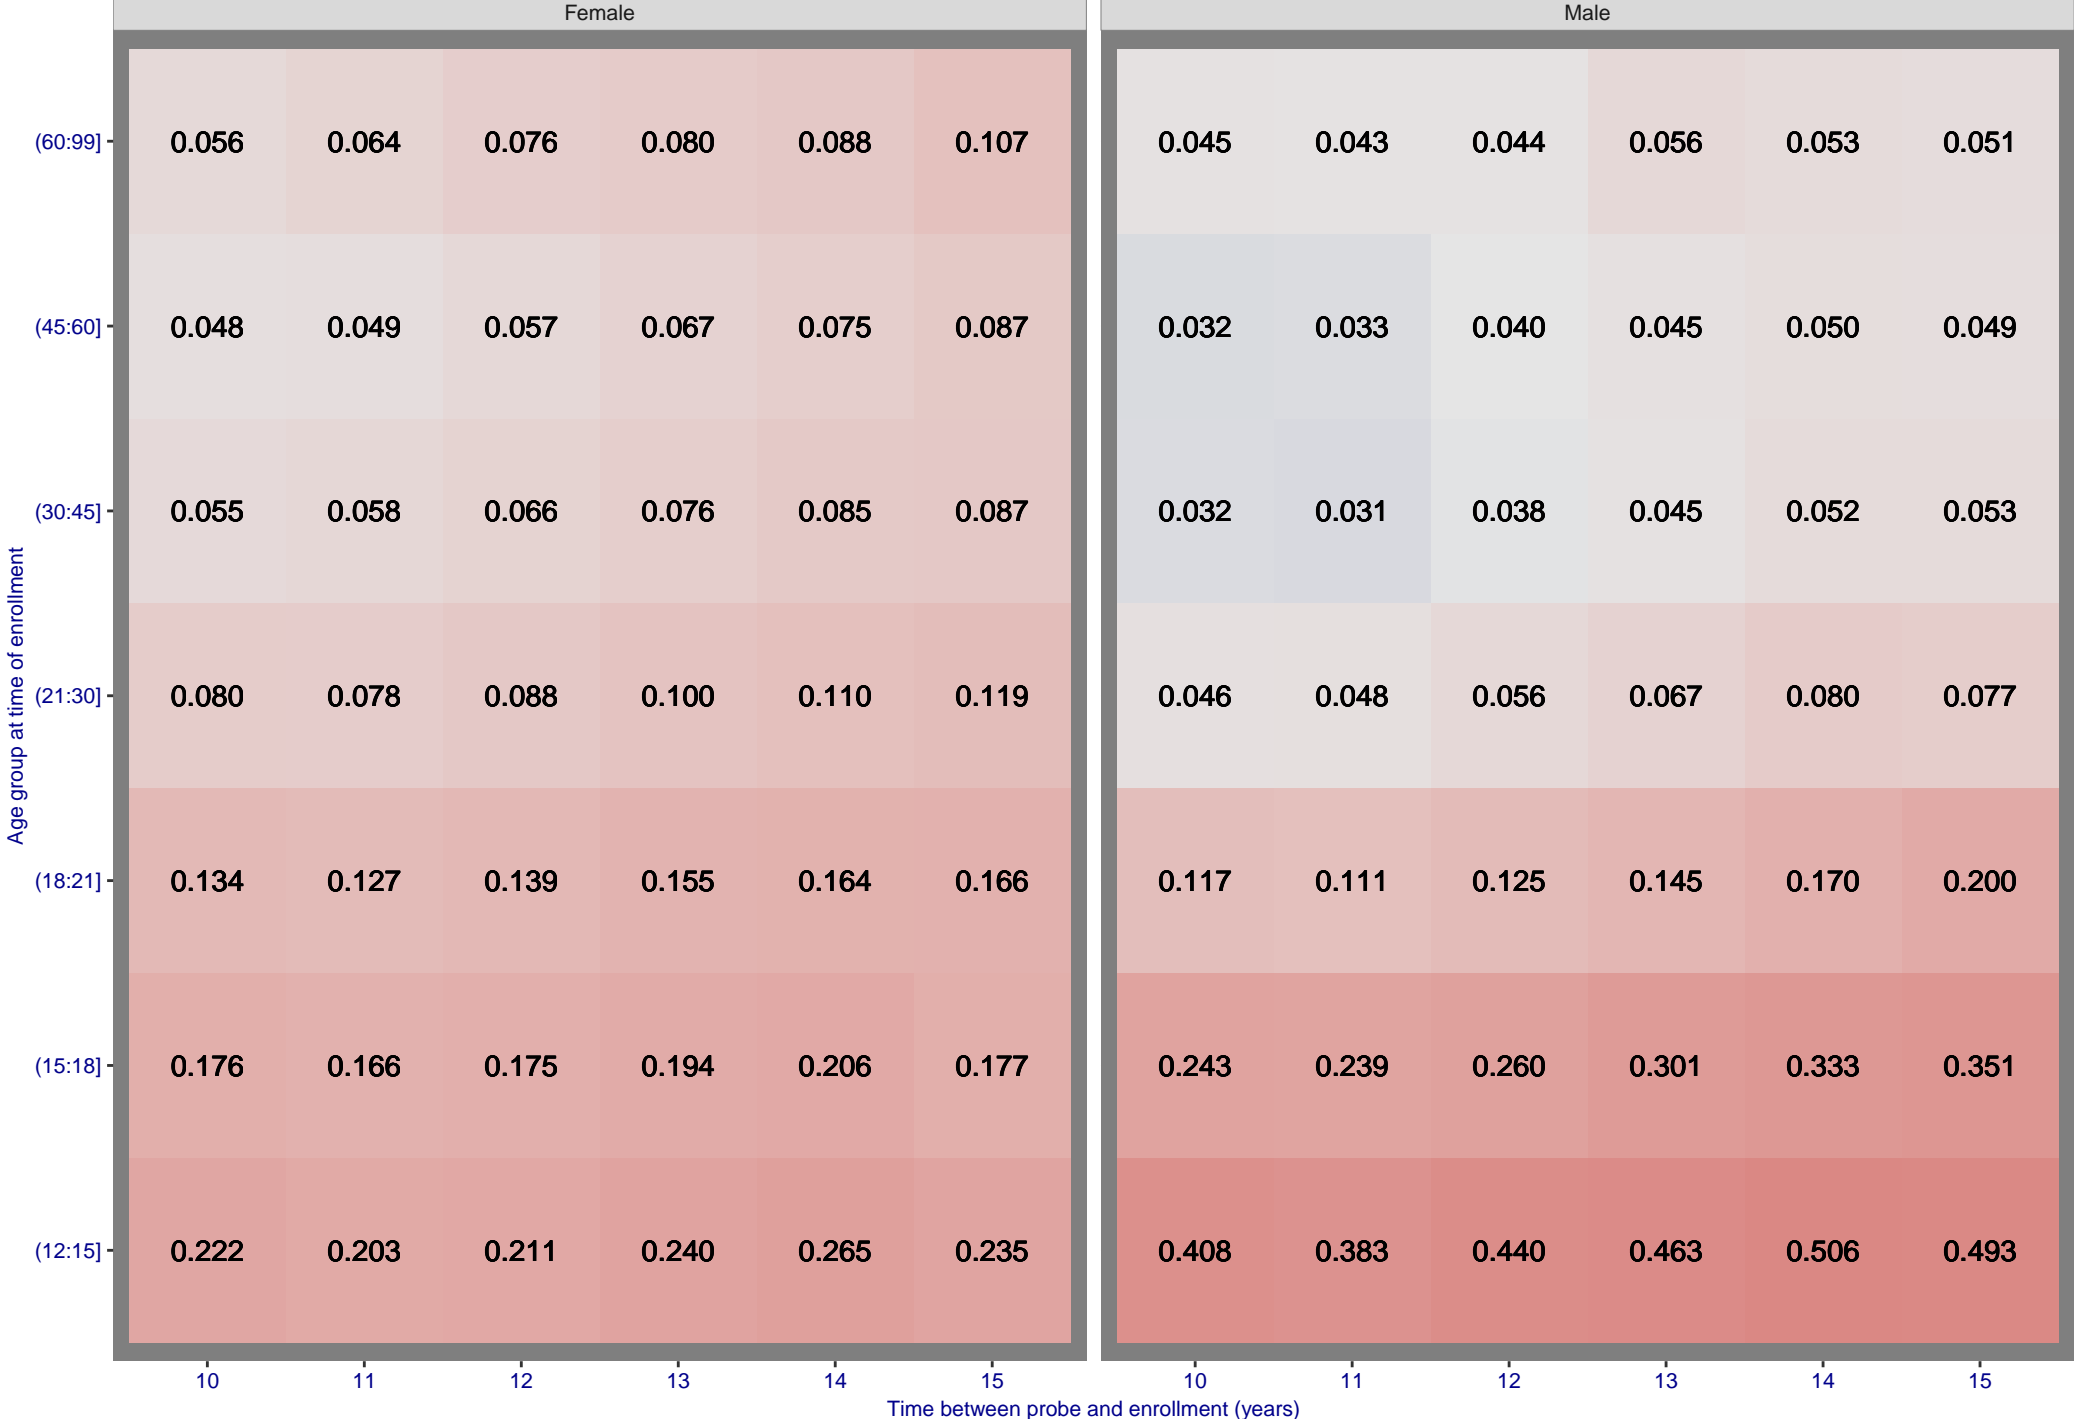 Female Male
(60:99] 0.056 0.064 0.076 0.080 0.088 0.107 0.045 0.043 0.044 0.056 0.053 0.051
(45:60] 0.048 0.049 0.057 0.067 0.075 0.087 0.032 0.033 0.040 0.045 0.050 0.049
(30:45] 0.055 0.058 0.066 0.076 0.085 0.087 0.032 0.031 0.038 0.045 0.052 0.053
(21:30] 0.080 0.078 0.088 0.100 0.110 0.119 0.046 0.048 0.056 0.067 0.080 0.077
(18:21] 0.134 0.127 0.139 0.155 0.164 0.166 0.117 0.111 0.125 0.145 0.170 0.200
(15:18] 0.176 0.166 0.175 0.194 0.206 0.177 0.243 0.239 0.260 0.301 0.333 0.351
(12:15] 0.222 0.203 0.211 0.240 0.265 0.235 0.408 0.383 0.440 0.463 0.506 0.493
10 11 12 13 14 15 10 11 12 13 14 15
Time between probe and enrollment (years)
Age group at time of enrollment